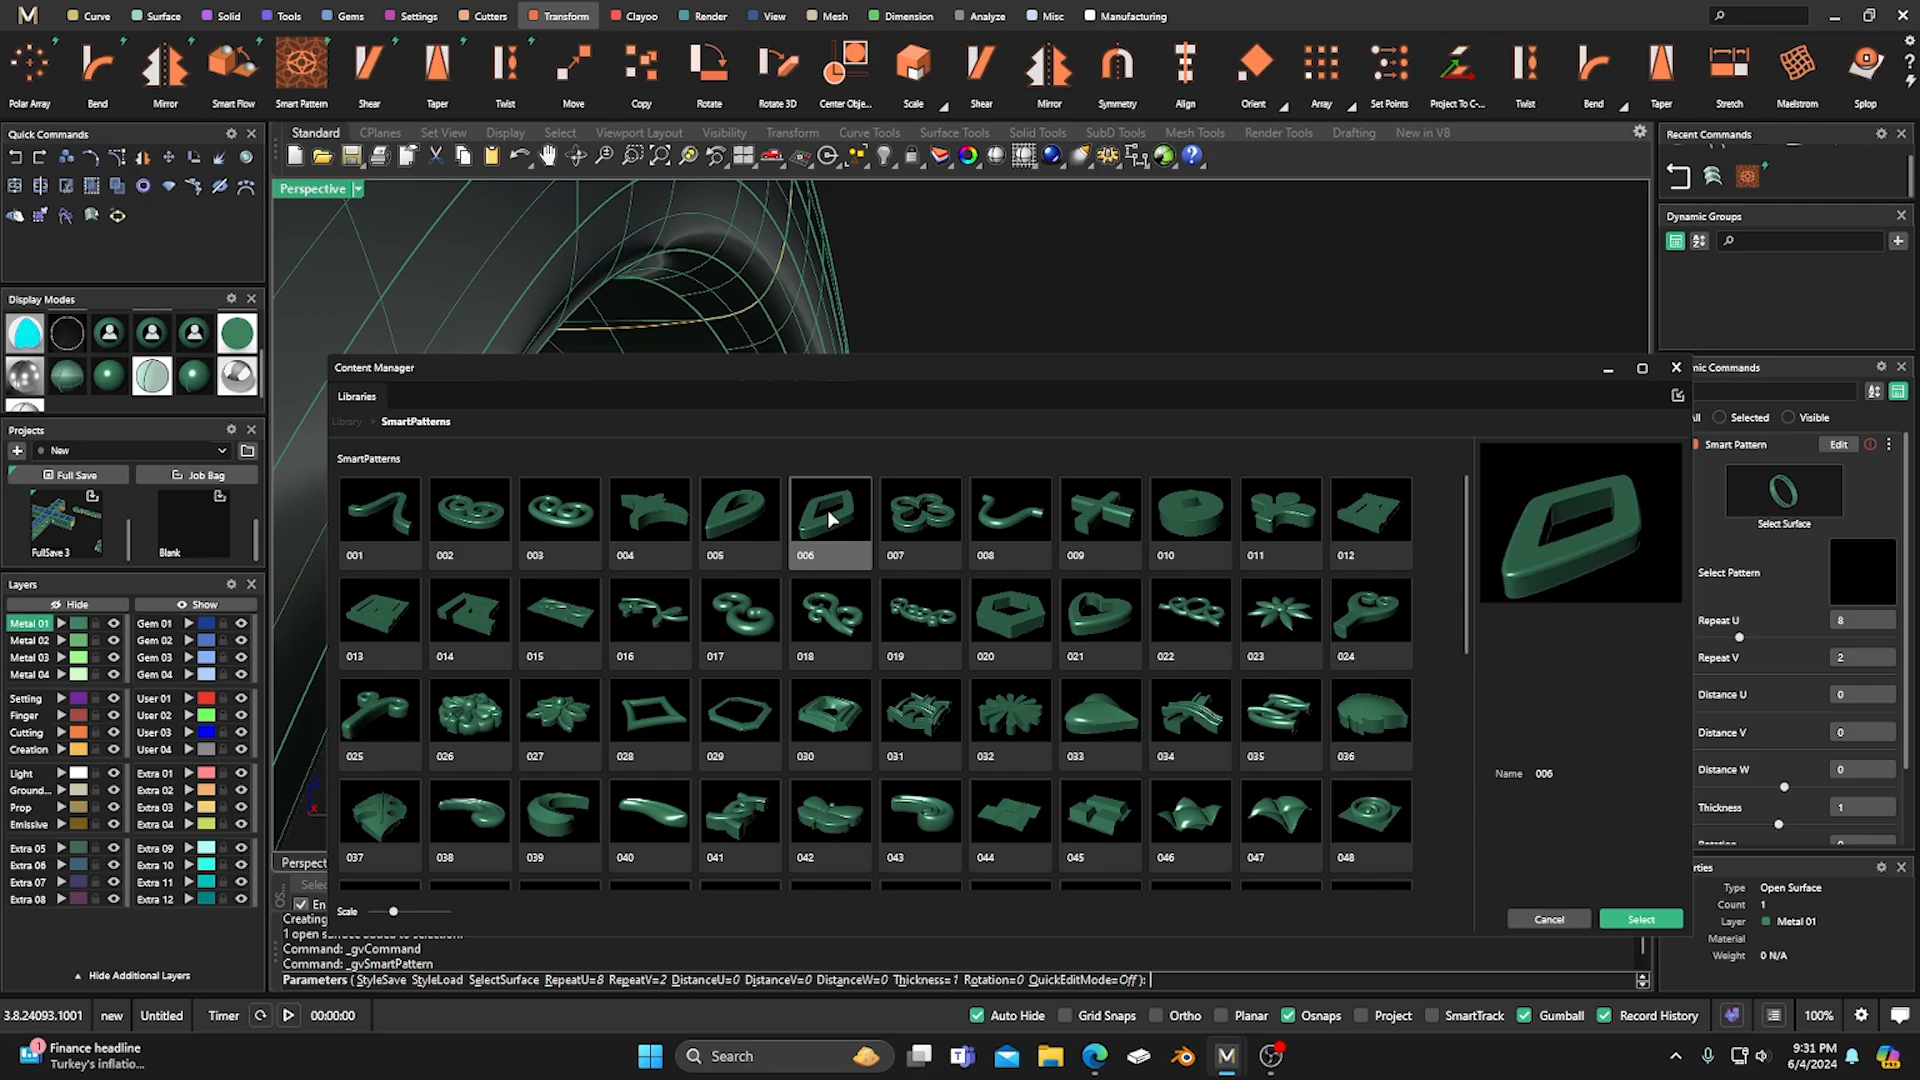 Curve Surface Solid Tools Gems Settings Cutters Transform Clayoo Render View Mesh Dimension Analyze Misc Manufacturing
Polar Array Bend Mirror Smart Flow Smart Pattern Shear Taper Twist Move Copy Rotate Rotate 3D Center Obje... Scale Shear Mirror Symmetry Align Orient Array Set Points Project To C-... Twist Bend Taper Stretch Maelstrom Splop
Quick Commands
Standard CPlanes Set View Display Select Viewport Layout Visibility Transform Curve Tools Surface Tools Solid Tools SubD Tools Mesh Tools Render Tools Drafting New in V8
Recent Commands
Perspective
Dynamic Groups
Display Modes
Content Manager
mic Commands
Libraries
Library > SmartPatterns
ll Selected Visible
Projects
New
Smart Pattern Edit
SmartPatterns
Full Save Job Bag
Select Surface
FullSave 3 Blank
001 002 003 004 005 006 007 008 009 010 011 012
Select Pattern
Layers
Hide Show
Metal 01 Gem 01
Repeat U 8
Metal 02 Gem 02
Metal 03 Gem 03
013 014 015 016 017 018 019 020 021 022 023 024
Repeat V 2
Metal 04 Gem 04
Distance U 0
Setting User 01
Finger User 02
Cutting User 03
Distance V 0
Creation User 04
025 026 027 028 029 030 031 032 033 034 035 036
Distance W 0
Light Extra 01
Name 006
Ground... Extra 02
Prop Extra 03
Thickness 1
Emissive Extra 04
Extra 05 Extra 09
037 038 039 040 041 042 043 044 045 046 047 048
Extra 06 Extra 10
Perspect
rties
Extra 07 Extra 11
Selec
Type Open Surface
Extra 08 Extra 12
En
Count 1
Scale
Cancel Select
Creating
Layer Metal 01
Command: _gvCommand
Material
Command: _gvSmartPattern
Weight 0 N/A
Hide Additional Layers
Parameters ( StyleSave StyleLoad SelectSurface RepeatU=8 RepeatV=2 DistanceU=0 DistanceV=0 DistanceW=0 Thickness=1 Rotation=0 QuickEditMode=Off ):
3.8.24093.1001 new Untitled Timer 00:00:00 Auto Hide Grid Snaps Ortho Planar Osnaps Project SmartTrack Gumball Record History 100%
1 Finance headline
Turkey's inflatio...
Search
9:31 PM
6/4/2024